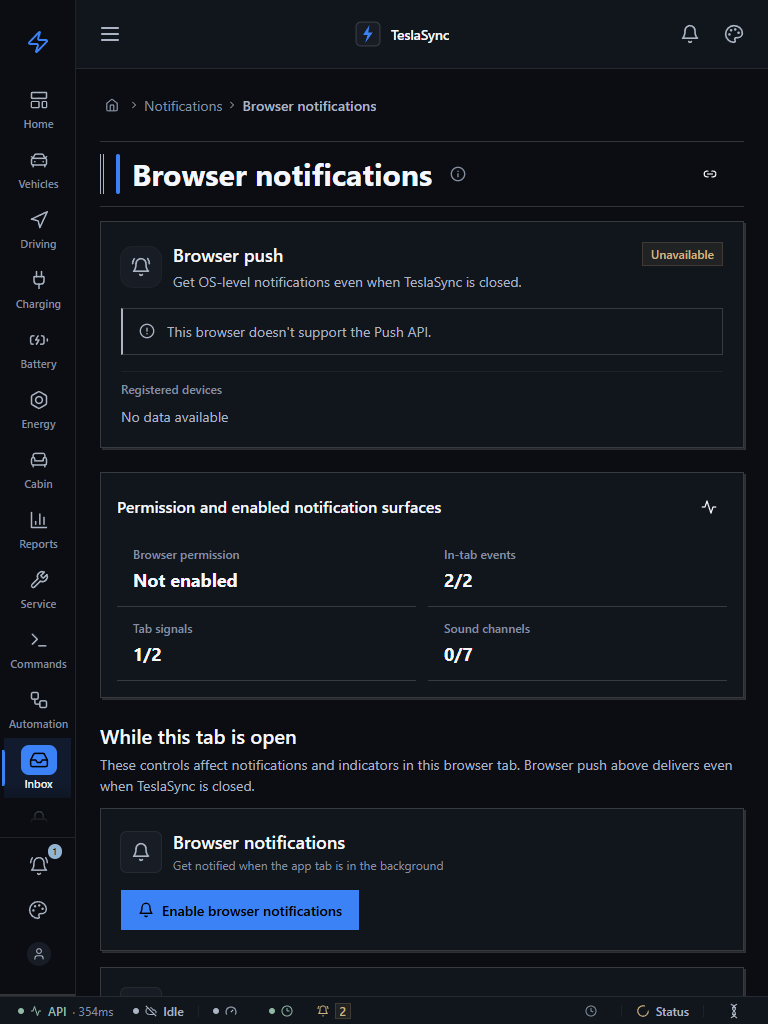 TeslaSync
Home
Vehicles
Driving
Charging
Battery
Energy
Cabin
Reports
Service
Commands
Automation
Inbox
1
Notifications > Browser notifications
Browser notifications
Browser push
Unavailable
Get OS-level notifications even when TeslaSync is closed.
This browser doesn't support the Push API.
Registered devices
No data available
Permission and enabled notification surfaces
Browser permission
Not enabled
In-tab events
2/2
Tab signals
1/2
Sound channels
0/7
While this tab is open
These controls affect notifications and indicators in this browser tab. Browser push above delivers even
when TeslaSync is closed.
Browser notifications
Get notified when the app tab is in the background
Enable browser notifications
API · 354ms
Idle
2
Status